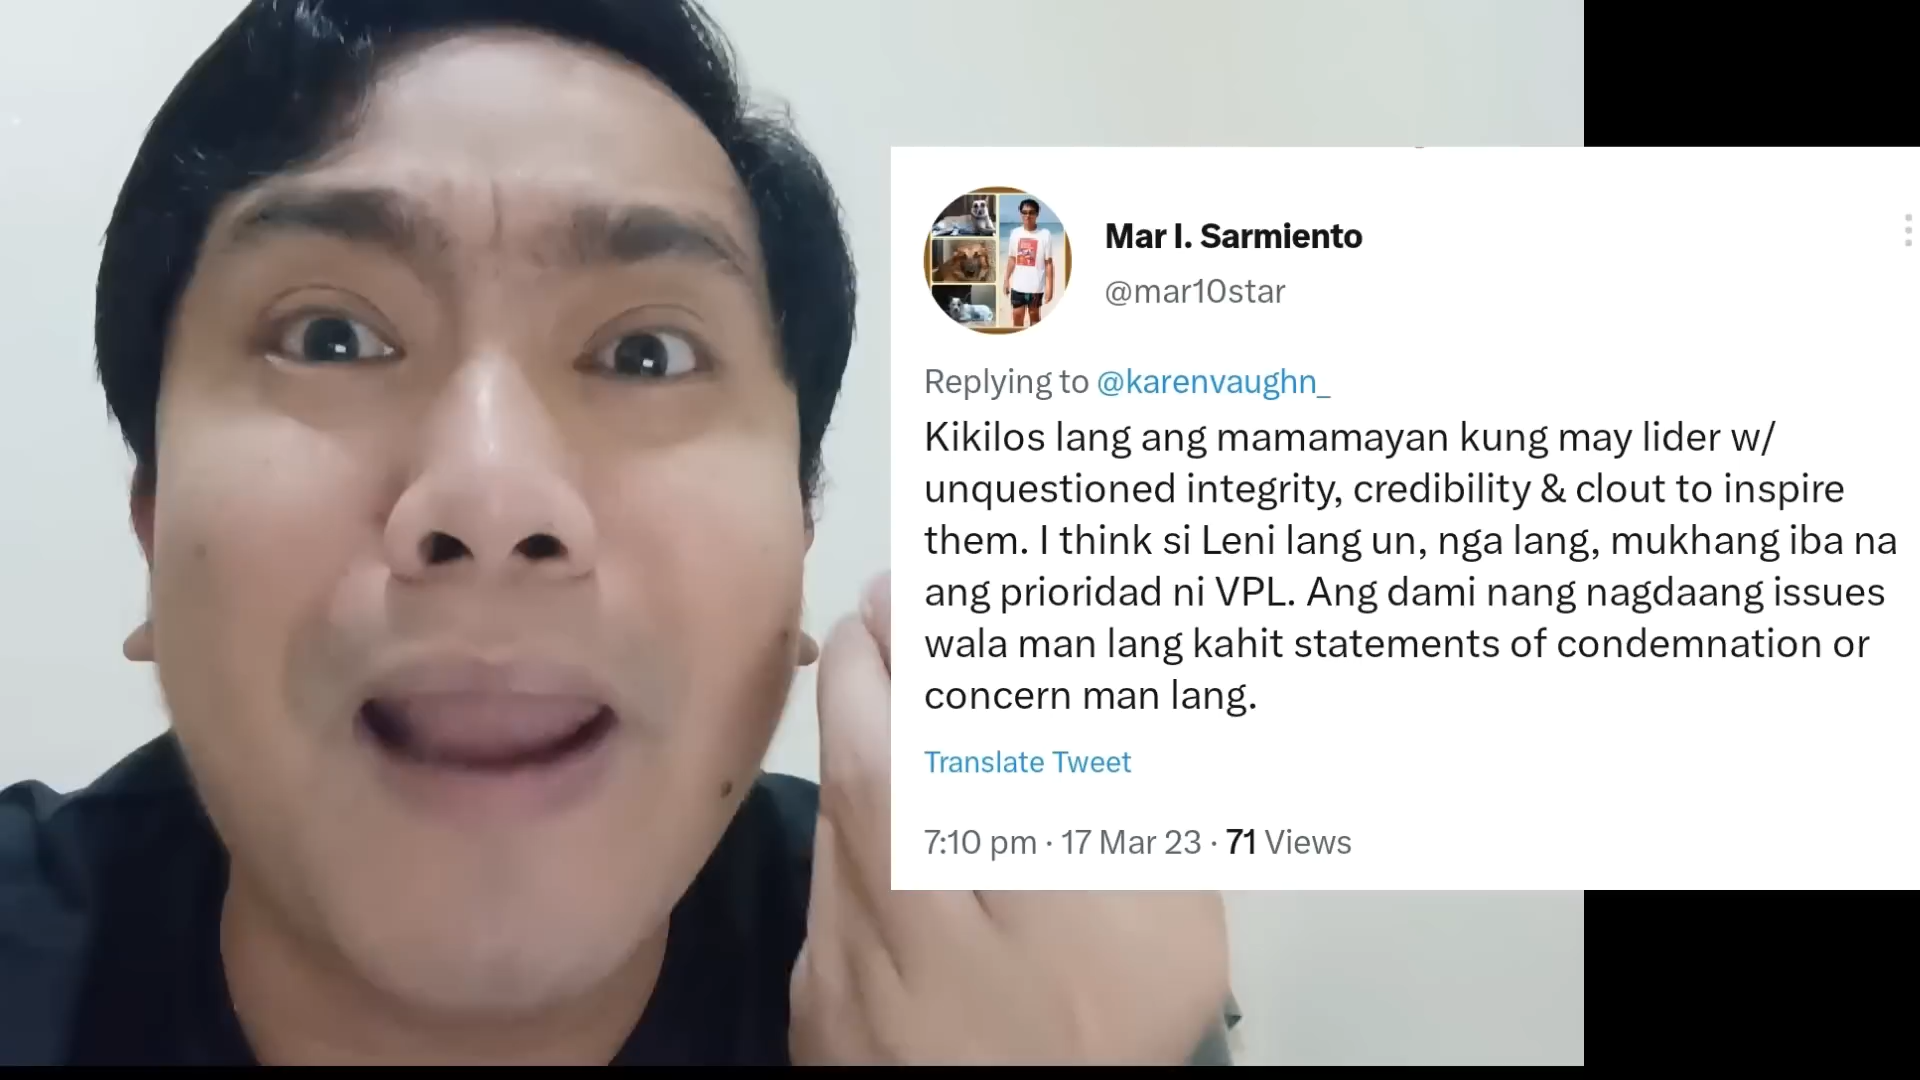 Mar I. Sarmiento
@mar10star
Replying to @karenvaughn_
Kikilos lang ang mamamayan kung may lider w/
unquestioned integrity, credibility & clout to inspire
them. I think si Leni lang un, nga lang, mukhang iba na
ang prioridad ni VPL. Ang dami nang nagdaang issues
wala man lang kahit statements of condemnation or
concern man lang.
Translate Tweet
7:10 pm · 17 Mar 23 · 71 Views